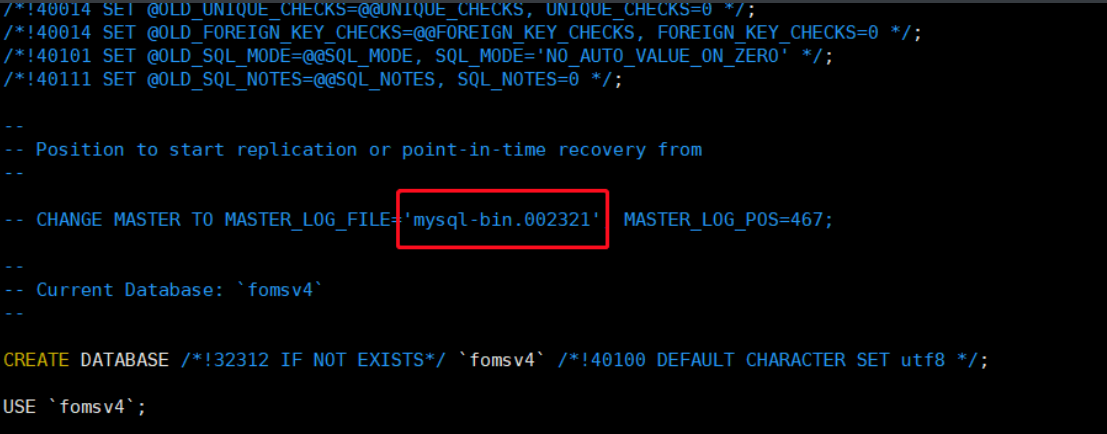 /*!40014 SET @OLD_UNIQUE_CHECKS=@@UNIQUE_CHECKS, UNIQUE_CHECKS=0 */;
/*!40014 SET @OLD_FOREIGN_KEY_CHECKS=@@FOREIGN_KEY_CHECKS, FOREIGN_KEY_CHECKS=0 */;
/*!40101 SET @OLD_SQL_MODE=@@SQL_MODE, SQL_MODE='NO_AUTO_VALUE_ON_ZERO' */;
/*!40111 SET @OLD_SQL_NOTES=@@SQL_NOTES, SQL_NOTES=0 */;
--
-- Position to start replication or point-in-time recovery from
--
-- CHANGE MASTER TO MASTER_LOG_FILE='mysql-bin.002321' MASTER_LOG_POS=467;
--
-- Current Database: `fomsv4`
--
CREATE DATABASE /*!32312 IF NOT EXISTS*/ `fomsv4` /*!40100 DEFAULT CHARACTER SET utf8 */;
USE `fomsv4`;